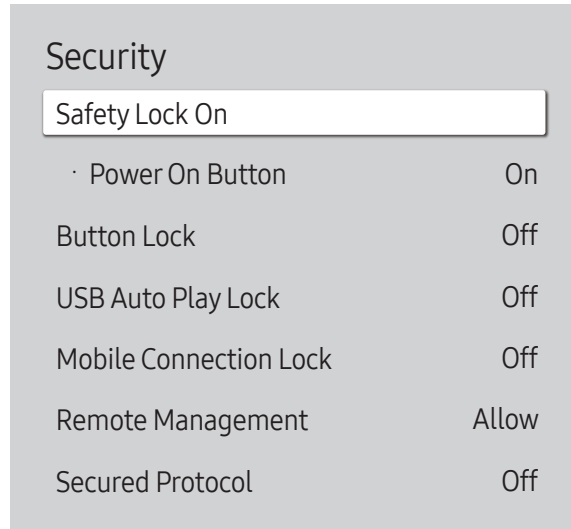 Security
Safety Lock On
· Power On Button On
Button Lock Off
USB Auto Play Lock Off
Mobile Connection Lock Off
Remote Management Allow
Secured Protocol Off